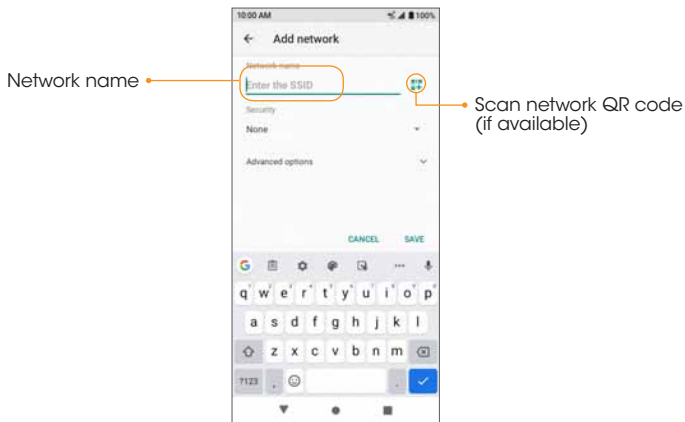 10:00 AM 100%
Add network
Network name
Network name
Enter the SSID
Scan network QR code
(if available)
Security
None
Advanced options
CANCEL SAVE
G
q w e r t y u i o p
a s d f g h j k l
z x c v b n m
?123 , .